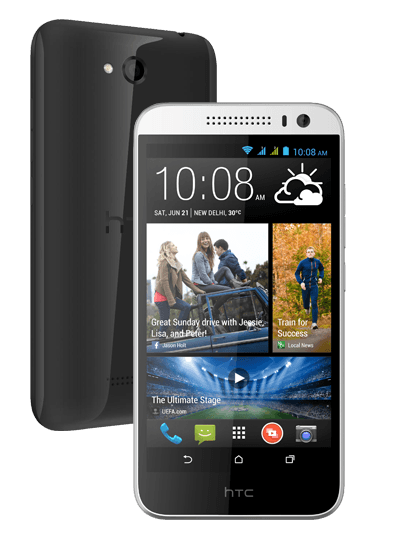 10:08 AM
10:08 AM
SAT, JUN 21 | NEW DELHI, 30°C
Great Sunday drive with Jessie,
Lisa, and Peter!
Jason Holt
Train for
Success
Local News
The Ultimate Stage
UEFA.com
hTC